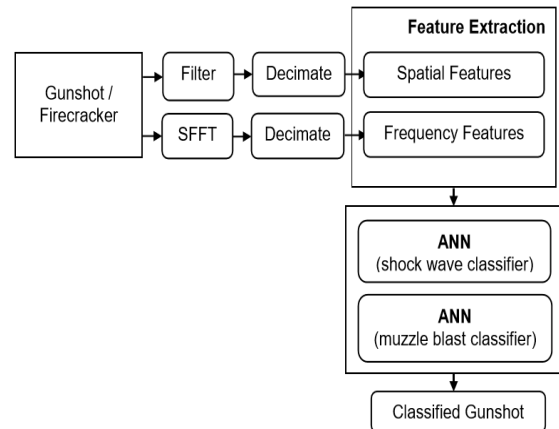 Feature Extraction
Gunshot /
Firecracker
Filter
Decimate
Spatial Features
SFFT
Decimate
Frequency Features
ANN
(shock wave classifier)
ANN
(muzzle blast classifier)
Classified Gunshot